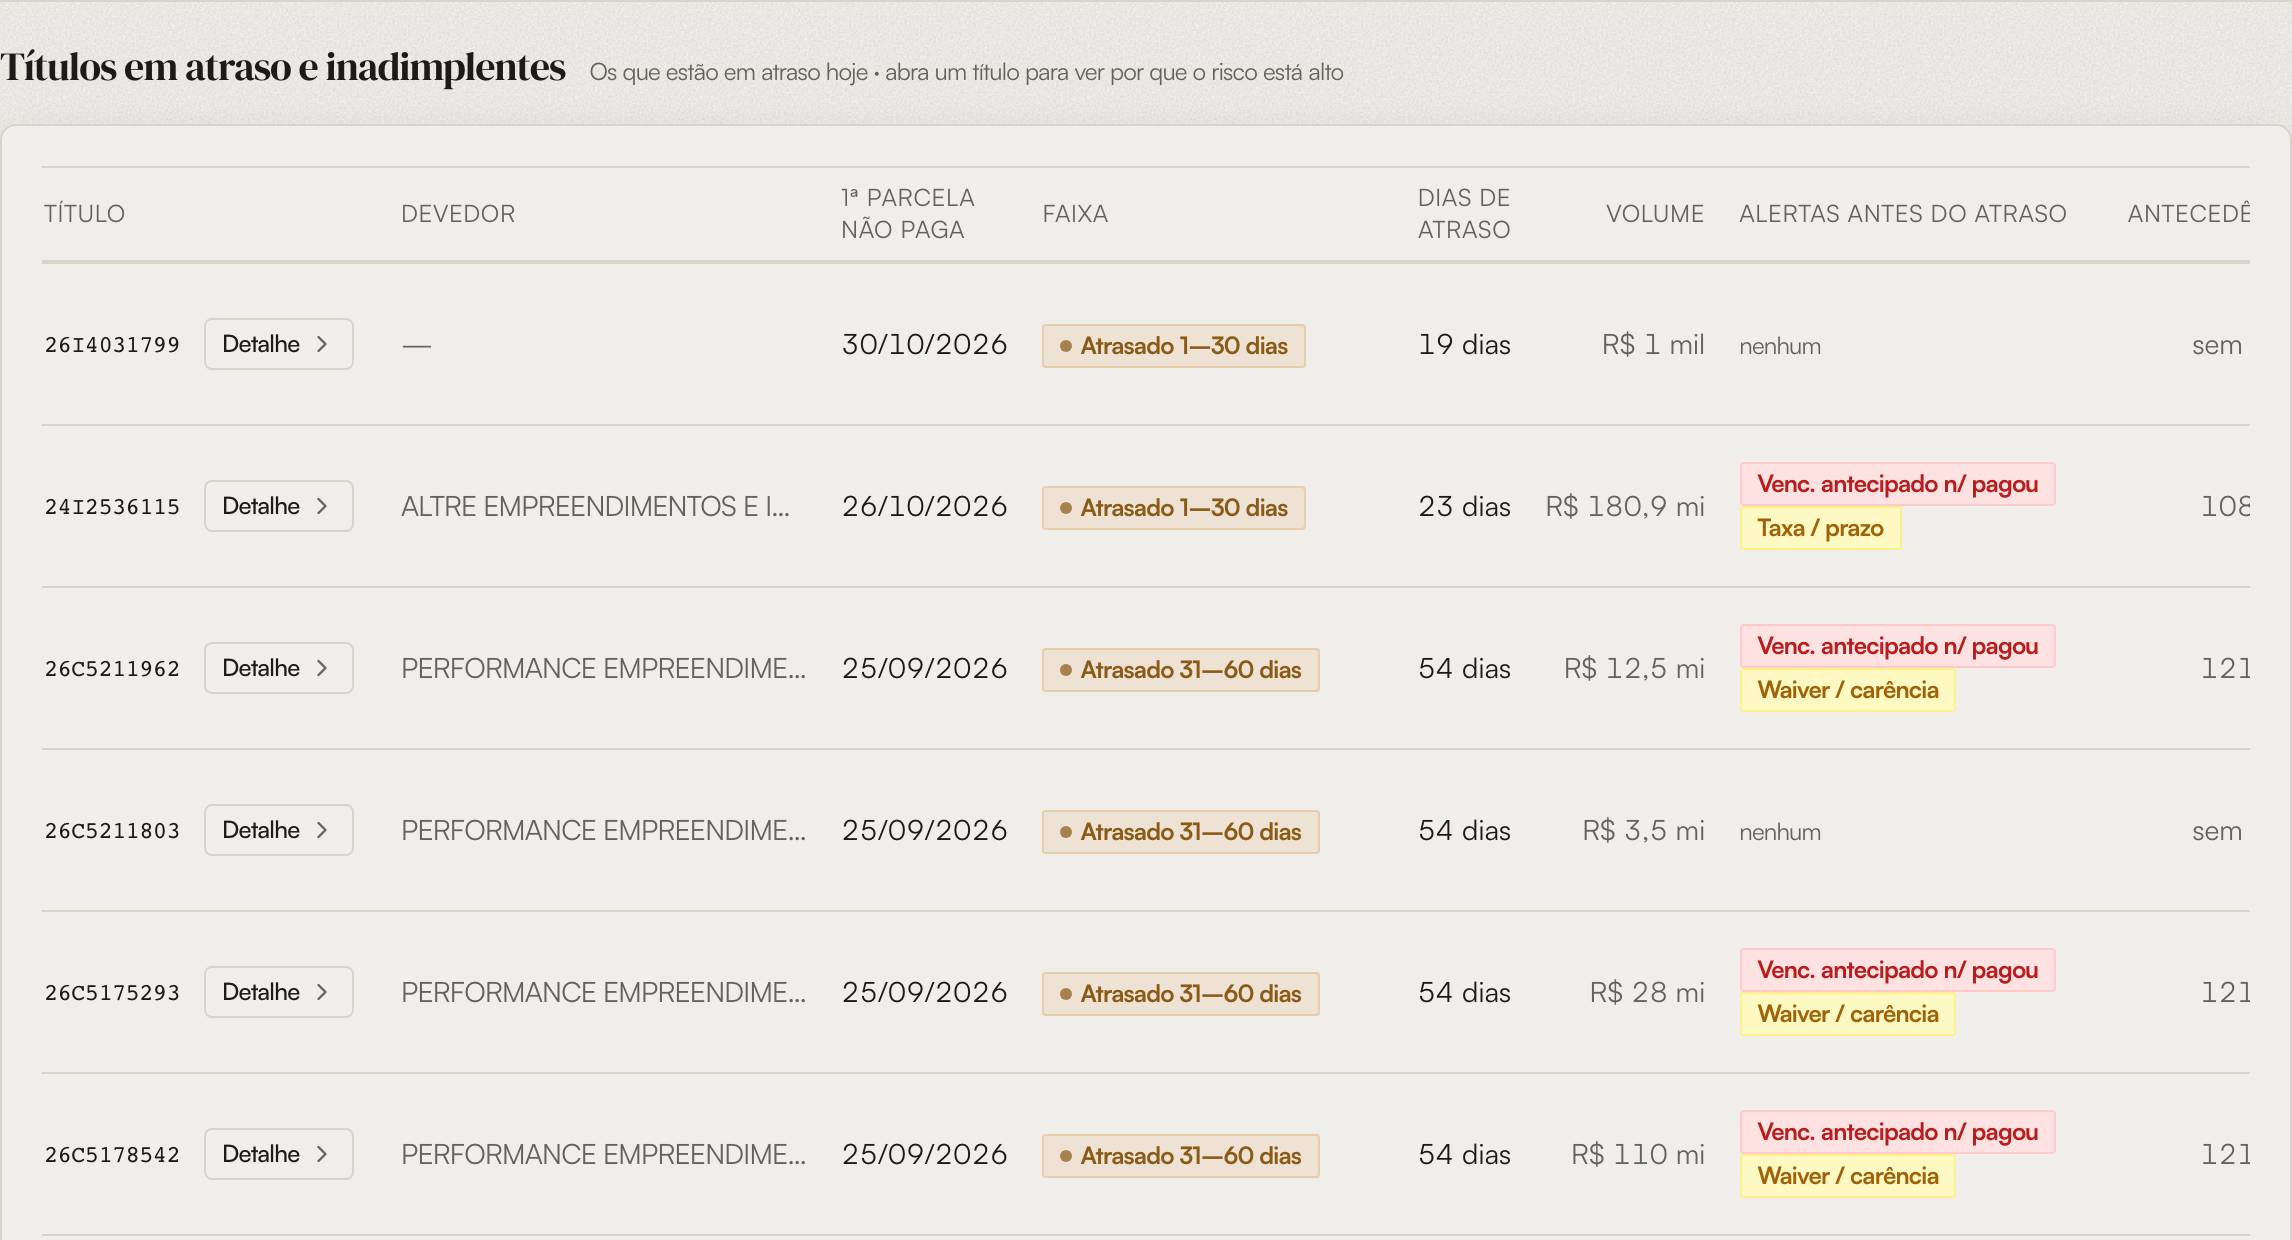 Títulos em atraso e inadimplentes Os que estão em atraso hoje · abra um título para ver por que o risco está alto
TÍTULO DEVEDOR 1ª PARCELA NÃO PAGA FAIXA DIAS DE ATRASO VOLUME ALERTAS ANTES DO ATRASO ANTECEDÊ
26I4031799 Detalhe — 30/10/2026 Atrasado 1—30 dias 19 dias R$ 1 mil nenhum sem
24I2536115 Detalhe ALTRE EMPREENDIMENTOS E I... 26/10/2026 Atrasado 1—30 dias 23 dias R$ 180,9 mi Venc. antecipado n/ pagou 108
Taxa / prazo
26C5211962 Detalhe PERFORMANCE EMPREENDIME... 25/09/2026 Atrasado 31—60 dias 54 dias R$ 12,5 mi Venc. antecipado n/ pagou 121
Waiver / carência
26C5211803 Detalhe PERFORMANCE EMPREENDIME... 25/09/2026 Atrasado 31—60 dias 54 dias R$ 3,5 mi nenhum sem
26C5175293 Detalhe PERFORMANCE EMPREENDIME... 25/09/2026 Atrasado 31—60 dias 54 dias R$ 28 mi Venc. antecipado n/ pagou 121
Waiver / carência
26C5178542 Detalhe PERFORMANCE EMPREENDIME... 25/09/2026 Atrasado 31—60 dias 54 dias R$ 110 mi Venc. antecipado n/ pagou 121
Waiver / carência